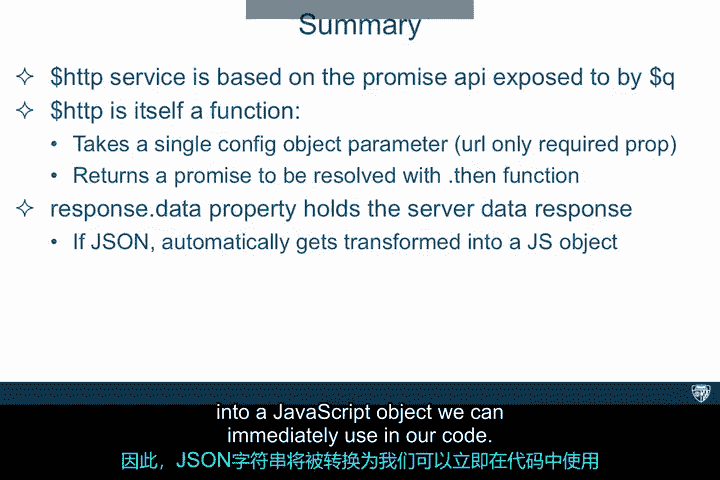 Summary
✧ $http service is based on the promise api exposed to by $q
✧ $http is itself a function:
• Takes a single config object parameter (url only required prop)
• Returns a promise to be resolved with .then function
✧ response.data property holds the server data response
• If JSON, automatically gets transformed into a JS object
into a JavaScript object we can
immediately use in our code.
因此，JSON字符串将被转换为我们可以立即在代码中使用